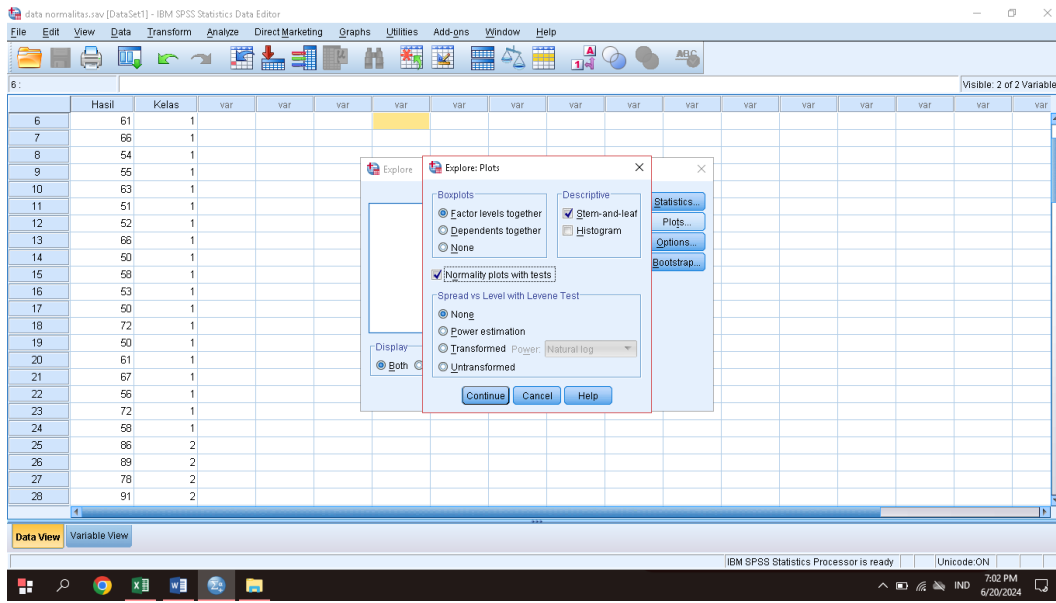 data normalitas.sav [DataSet1] - IBM SPSS Statistics Data Editor
File Edit View Data Transform Analyze Direct Marketing Graphs Utilities Add-ons Window Help
6 :
Visible: 2 of 2 Variable
Hasil Kelas var var var var var var var var var var var var var var var
6 61 1
7 66 1
8 54 1
9 55 1
10 63 1
11 51 1
12 52 1
13 66 1
14 50 1
15 58 1
16 53 1
17 50 1
18 72 1
19 50 1
20 61 1
21 67 1
22 56 1
23 72 1
24 58 1
25 86 2
26 89 2
27 78 2
28 91 2
Explore
Display
Both
Statistics...
Plots...
Options...
Bootstrap...
Explore: Plots
Boxplots
Factor levels together
Dependents together
None
Descriptive
Stem-and-leaf
Histogram
Normality plots with tests
Spread vs Level with Levene Test
None
Power estimation
Transformed Power: Natural log
Untransformed
Continue Cancel Help
Data View Variable View
IBM SPSS Statistics Processor is ready Unicode:ON
IND 7:02 PM
6/20/2024